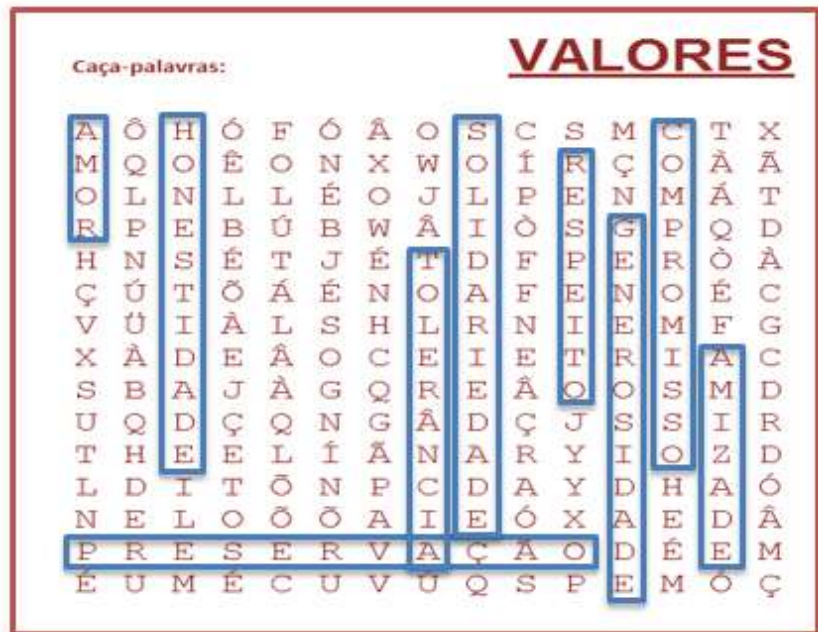 VALORES
Caça-palavras:
A Ô H Ó F Ó Â O S C S M C T X
M Q O Ê O N X W O Í R Ç O À Ã
O L N L L É O J L P E N M Á T
R P E B Ú B W Â I Ò S G P Q D
H N S É T J É T D F P E R Ò À
Ç Ú T Õ Á É N O A F E N O É C
V Ü I À L S H L R N I E M F G
X À D E Â O C E I E T R I A C
S B A J À G Q R E Â O O S M D
U Q D Ç Q N G Â D Ç J S S I R
T H E E L Í Ã N A R Y I O Z D
L D I T Õ N P C D A Y D H A Ó
N E L O Õ Õ A I E Ó X A E D Â
P R E S E R V A Ç Ã O D É E M
É U M É C U V Ü Q S P E M Ó Ç